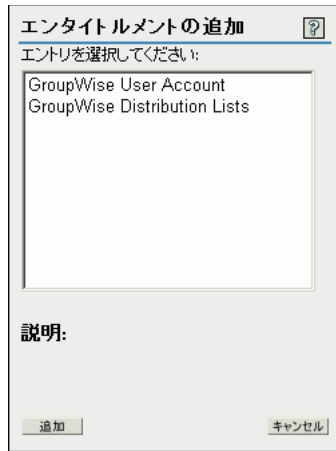 エンタイトルメントの追加
エントリを選択してください:
GroupWise User Account
GroupWise Distribution Lists
説明:
追加
キャンセル